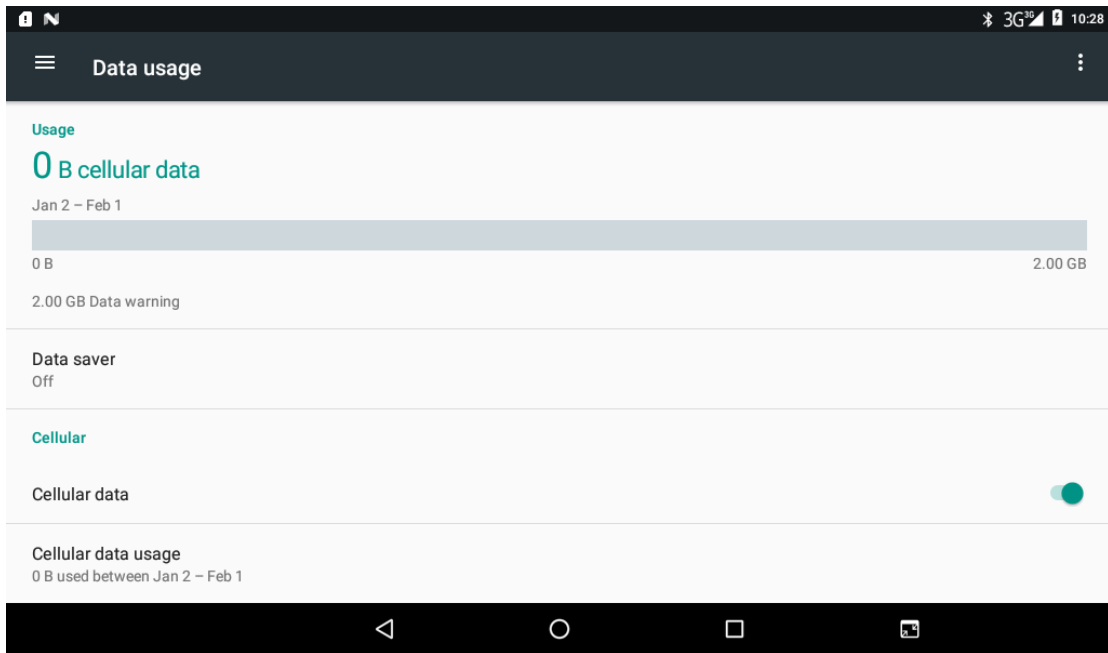 3G 3G 10:28
Data usage
Usage
0 B cellular data
Jan 2 – Feb 1
0 B 2.00 GB
2.00 GB Data warning
Data saver
Off
Cellular
Cellular data
Cellular data usage
0 B used between Jan 2 – Feb 1